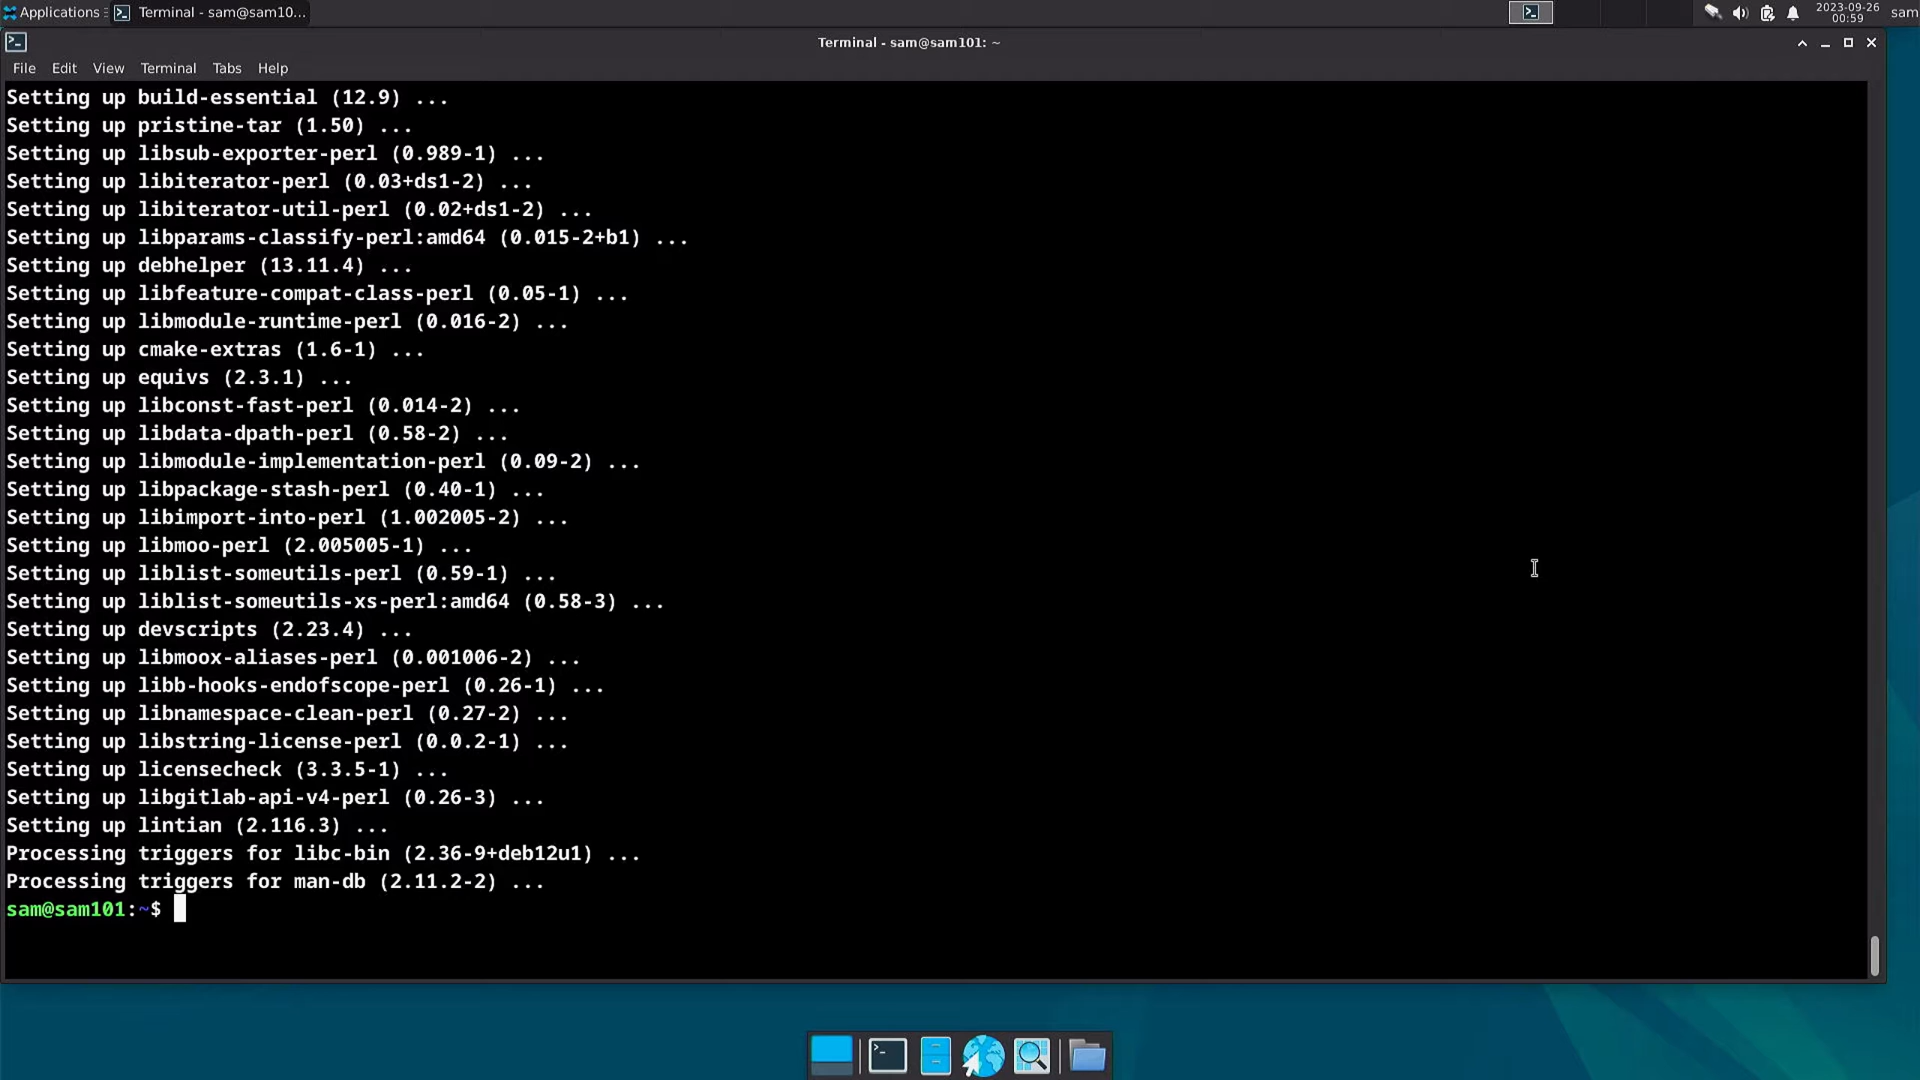 Applications
Terminal - sam@sam10...
2023-09-26
00:59
sam
Terminal - sam@sam101: ~
File Edit View Terminal Tabs Help
Setting up build-essential (12.9) ...
Setting up pristine-tar (1.50) ...
Setting up libsub-exporter-perl (0.989-1) ...
Setting up libiterator-perl (0.03+ds1-2) ...
Setting up libiterator-util-perl (0.02+ds1-2) ...
Setting up libparams-classify-perl:amd64 (0.015-2+b1) ...
Setting up debhelper (13.11.4) ...
Setting up libfeature-compat-class-perl (0.05-1) ...
Setting up libmodule-runtime-perl (0.016-2) ...
Setting up cmake-extras (1.6-1) ...
Setting up equivs (2.3.1) ...
Setting up libconst-fast-perl (0.014-2) ...
Setting up libdata-dpath-perl (0.58-2) ...
Setting up libmodule-implementation-perl (0.09-2) ...
Setting up libpackage-stash-perl (0.40-1) ...
Setting up libimport-into-perl (1.002005-2) ...
Setting up libmoo-perl (2.005005-1) ...
Setting up liblist-someutils-perl (0.59-1) ...
Setting up liblist-someutils-xs-perl:amd64 (0.58-3) ...
Setting up devscripts (2.23.4) ...
Setting up libmoox-aliases-perl (0.001006-2) ...
Setting up libb-hooks-endofscope-perl (0.26-1) ...
Setting up libnamespace-clean-perl (0.27-2) ...
Setting up libstring-license-perl (0.0.2-1) ...
Setting up licensecheck (3.3.5-1) ...
Setting up libgitlab-api-v4-perl (0.26-3) ...
Setting up lintian (2.116.3) ...
Processing triggers for libc-bin (2.36-9+deb12u1) ...
Processing triggers for man-db (2.11.2-2) ...
sam@sam101:~$